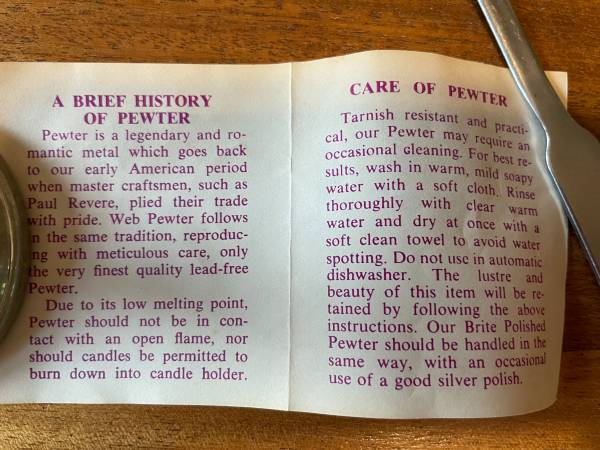 A BRIEF HISTORY
OF PEWTER
Pewter is a legendary and ro-
mantic metal which goes back
to our early American period
when master craftsmen, such as
Paul Revere, plied their trade
with pride. Web Pewter follows
in the same tradition, reproduc-
ing with meticulous care, only
the very finest quality lead-free
Pewter.
Due to its low melting point,
Pewter should not be in con-
tact with an open flame, nor
should candles be permitted to
burn down into candle holder.
CARE OF PEWTER
Tarnish resistant and practi-
cal, our Pewter may require an
occasional cleaning. For best re-
sults, wash in warm, mild soapy
water with a soft cloth. Rinse
thoroughly with clear warm
water and dry at once with a
soft clean towel to avoid water
spotting. Do not use in automatic
dishwasher. The lustre and
beauty of this item will be re-
tained by following the above
instructions. Our Brite Polished
Pewter should be handled in the
same way, with an occasional
use of a good silver polish.